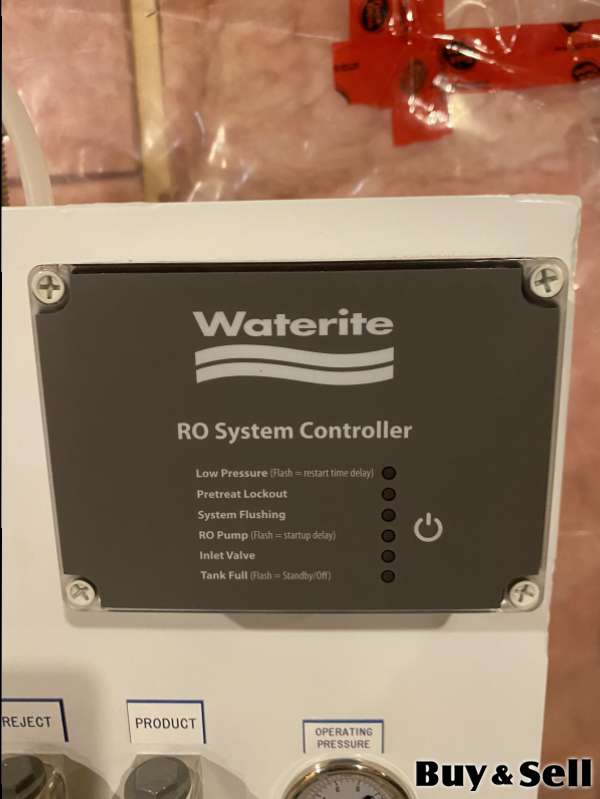 Waterite
RO System Controller
Low Pressure (Flash = restart time delay)
Pretreat Lockout
System Flushing
RO Pump (Flash = startup delay)
Inlet Valve
Tank Full (Flash = Standby/Off)
REJECT
PRODUCT
OPERATING
PRESSURE
Buy & Sell